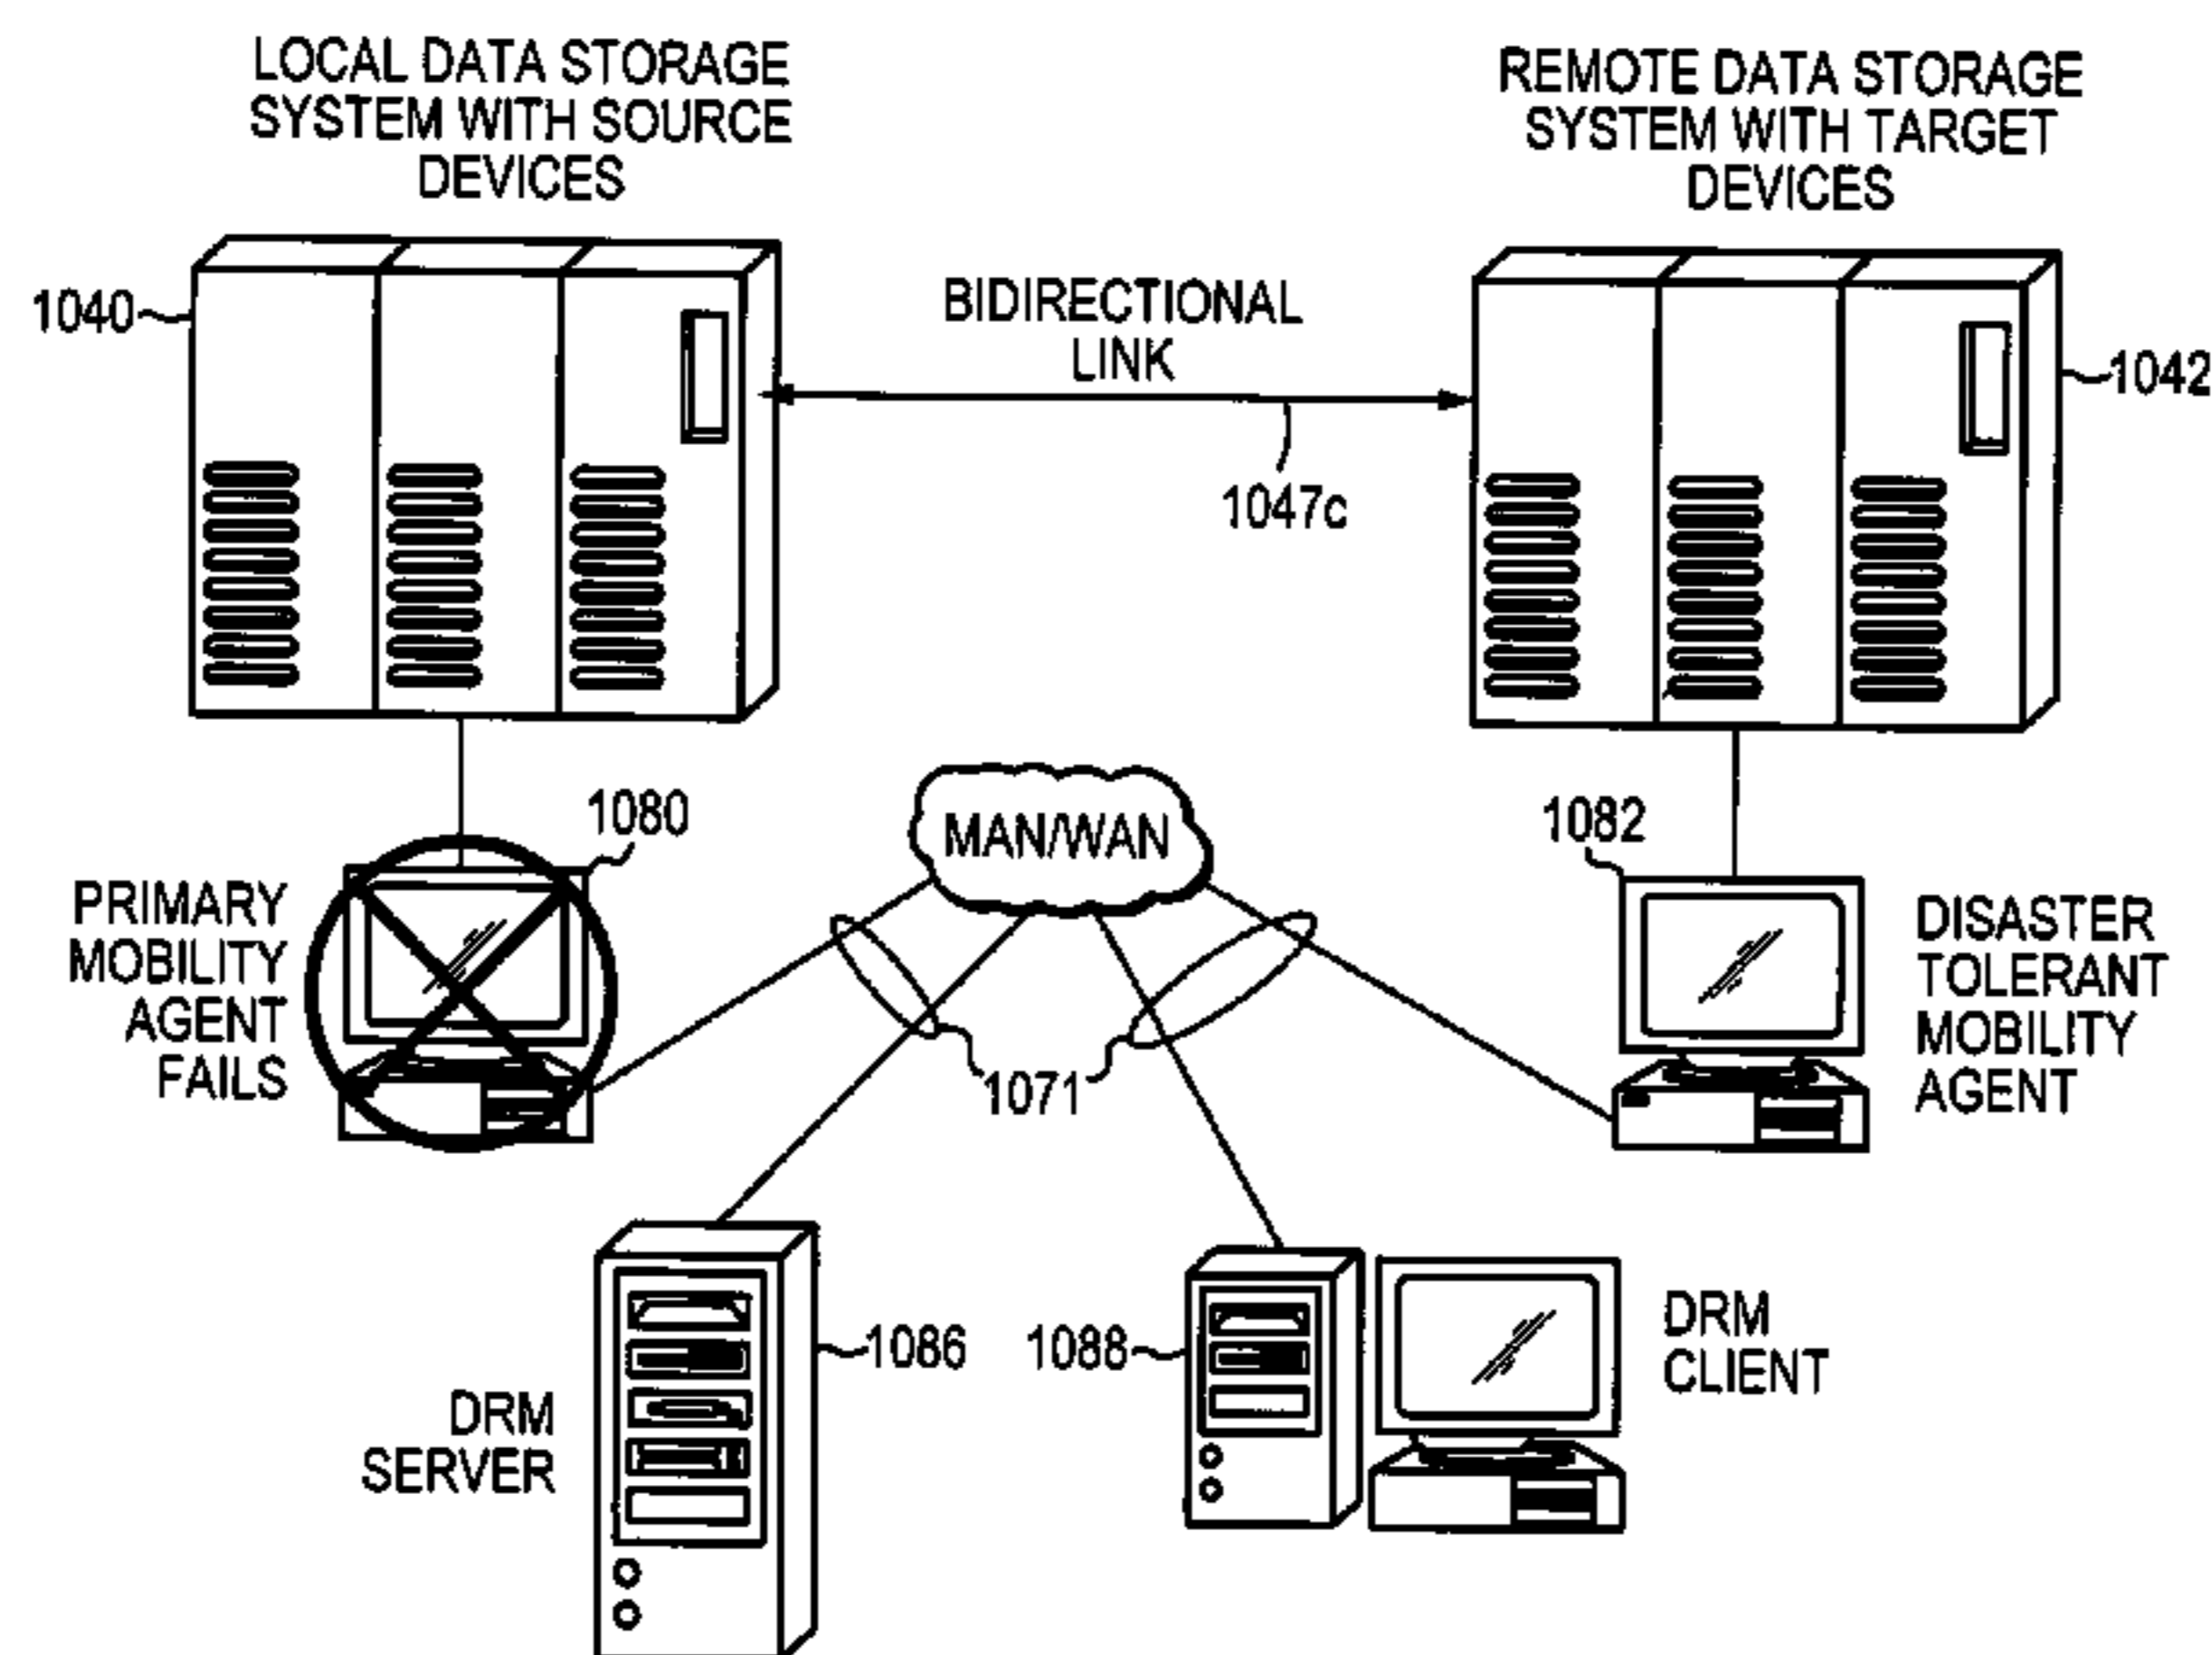 LOCAL DATA STORAGE
SYSTEM WITH SOURCE
DEVICES
REMOTE DATA STORAGE
SYSTEM WITH TARGET
DEVICES
1040
BIDIRECTIONAL
LINK
1042
1047c
1080
MAN/WAN
1082
PRIMARY
MOBILITY
AGENT
FAILS
DISASTER
TOLERANT
MOBILITY
AGENT
1071
1086
1088
DRM
CLIENT
DRM
SERVER